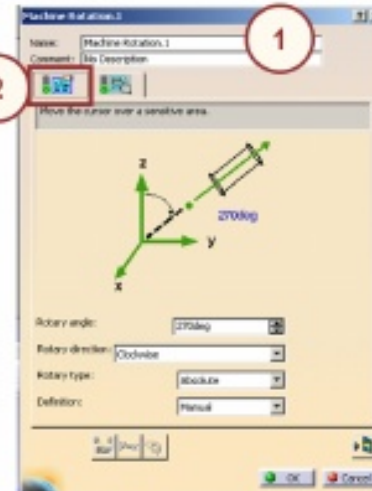 Machine Rotation.1
1
Name: Machine Rotation.1
Comment: No Description
2
Move the cursor over a sensitive area.
z
270deg
y
x
Rotary angle: 270deg
Rotary direction: Clockwise
Rotary type: Absolute
Definition: Manual
OK Cancel